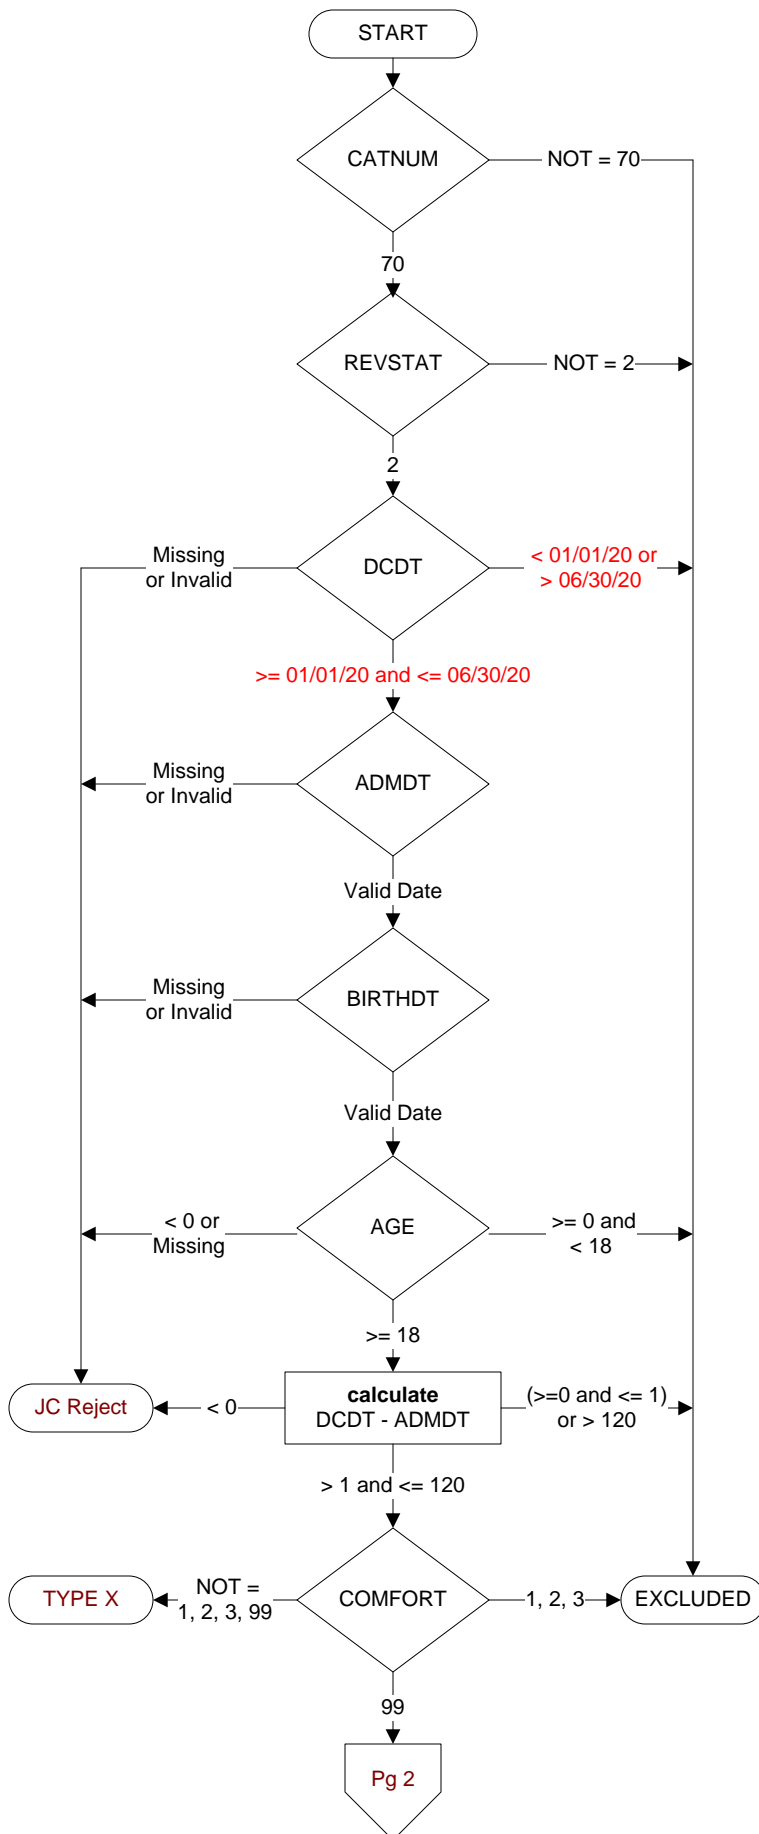 START
CATNUM
NOT = 70
70
REVSTAT
NOT = 2
2
Missing
or Invalid
DCDT
< 01/01/20 or
> 06/30/20
>= 01/01/20 and <= 06/30/20
Missing
or Invalid
ADMDT
Valid Date
Missing
or Invalid
BIRTHDT
Valid Date
< 0 or
Missing
AGE
>= 0 and
< 18
>= 18
JC Reject
< 0
calculate
DCDT - ADMDT
(>=0 and <= 1)
or > 120
> 1 and <= 120
TYPE X
NOT =
1, 2, 3, 99
COMFORT
1, 2, 3
EXCLUDED
99
Pg 2